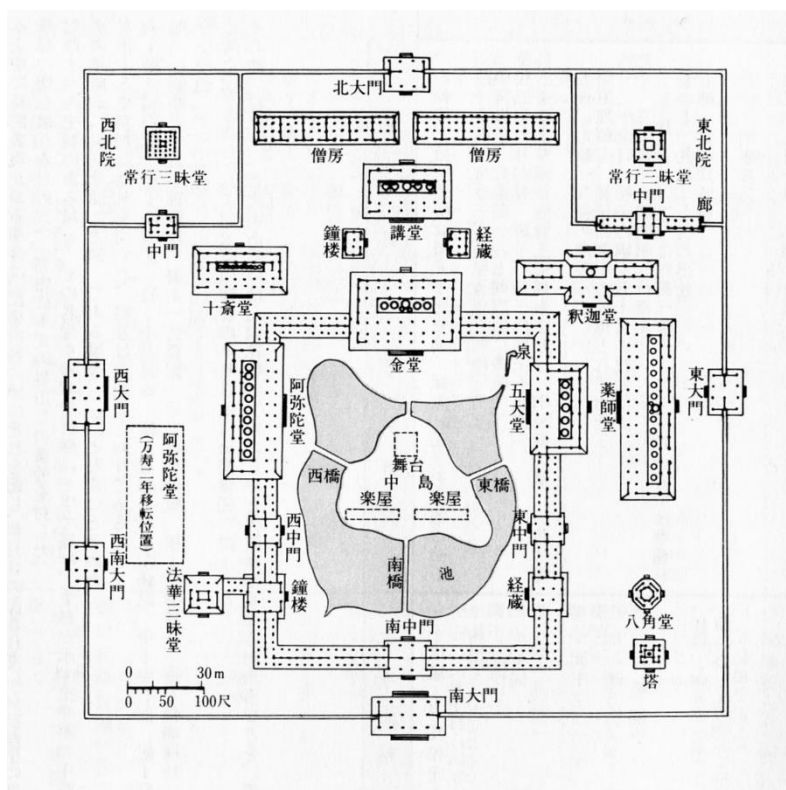 北大門
西北院
常行三昧堂
中門
僧房
僧房
東北院
常行三昧堂
中門
廊
講堂
鐘楼
経蔵
十斎堂
釈迦堂
金堂
泉
西大門
阿弥陀堂
五大堂
薬師堂
東大門
阿弥陀堂
(万寿二年移転位置)
舞台
中島
西橋
東橋
楽屋
楽屋
西中門
東中門
西南大門
法華三昧堂
鐘楼
南橋
池
経蔵
八角堂
南中門
塔
0 30m
0 50 100尺
南大門